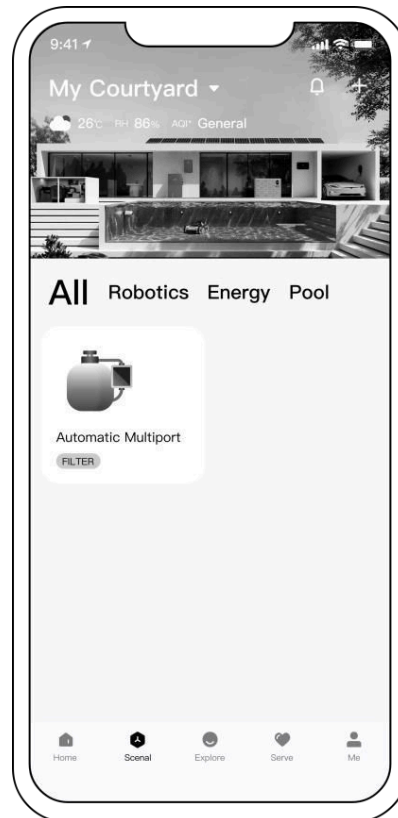 9:41
My Courtyard
26℃ RH 86% AQI* General
All Robotics Energy Pool
Automatic Multiport
FILTER
Home Scenal Explore Serve Me